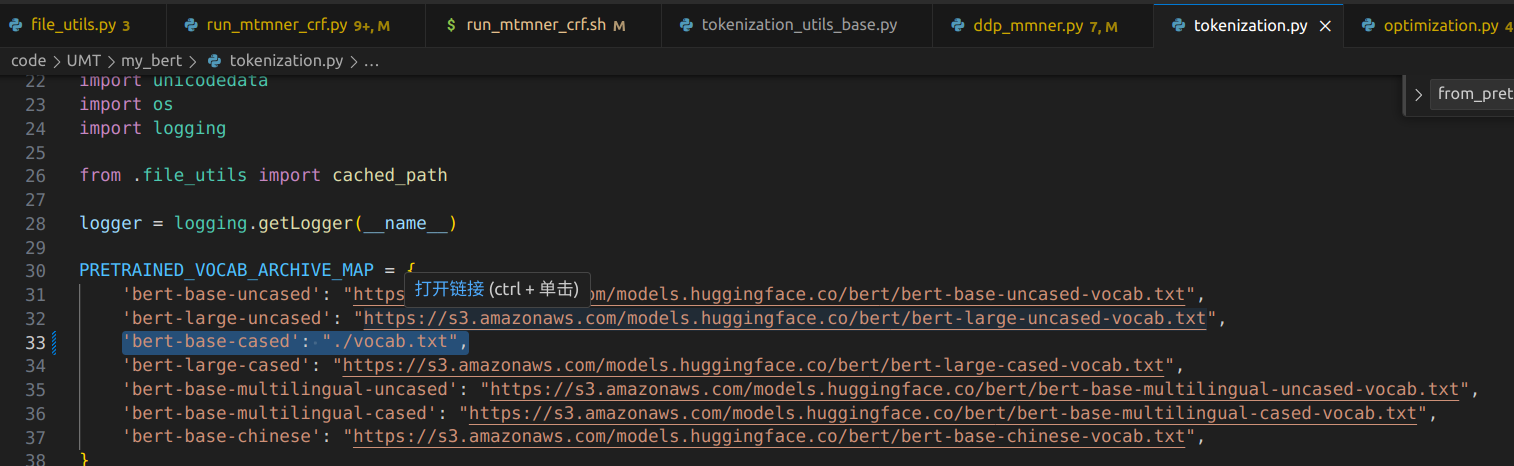 file_utils.py 3 run_mtmner_crf.py 9+, M $ run_mtmner_crf.sh M tokenization_utils_base.py ddp_mmner.py 7, M tokenization.py × optimization.py 4
code > UMT > my_bert > tokenization.py > ...
22 import unicodedata
23 import os
24 import logging
25
26 from .file_utils import cached_path
27
28 logger = logging.getLogger(__name__)
29
30 PRETRAINED_VOCAB_ARCHIVE_MAP = {
打开链接 (ctrl + 单击)
31 'bert-base-uncased': "https om/models.huggingface.co/bert/bert-base-uncased-vocab.txt",
32 'bert-large-uncased': "https://s3.amazonaws.com/models.huggingface.co/bert/bert-large-uncased-vocab.txt",
33 'bert-base-cased': "./vocab.txt",
34 'bert-large-cased': "https://s3.amazonaws.com/models.huggingface.co/bert/bert-large-cased-vocab.txt",
35 'bert-base-multilingual-uncased': "https://s3.amazonaws.com/models.huggingface.co/bert/bert-base-multilingual-uncased-vocab.txt",
36 'bert-base-multilingual-cased': "https://s3.amazonaws.com/models.huggingface.co/bert/bert-base-multilingual-cased-vocab.txt",
37 'bert-base-chinese': "https://s3.amazonaws.com/models.huggingface.co/bert/bert-base-chinese-vocab.txt",
38 }
> from_pret